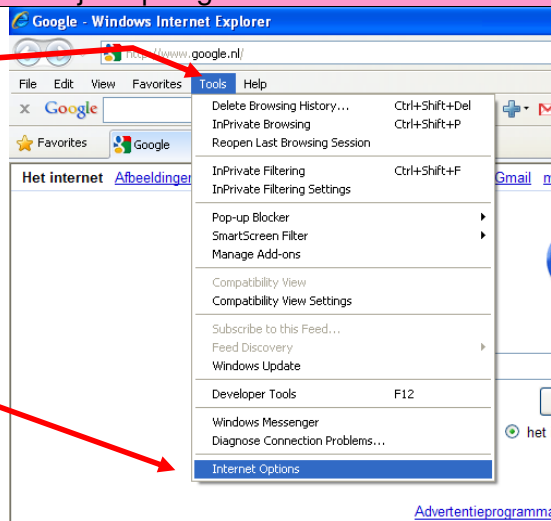 Google - Windows Internet Explorer
http://www.google.nl/
File Edit View Favorites Tools Help
x Google
Favorites Google
Het internet Afbeeldingen Gmail
Delete Browsing History... Ctrl+Shift+Del
InPrivate Browsing Ctrl+Shift+P
Reopen Last Browsing Session
InPrivate Filtering Ctrl+Shift+F
InPrivate Filtering Settings
Pop-up Blocker
SmartScreen Filter
Manage Add-ons
Compatibility View
Compatibility View Settings
Subscribe to this Feed...
Feed Discovery
Windows Update
Developer Tools F12
Windows Messenger
Diagnose Connection Problems...
Internet Options
het
Advertentieprogramma